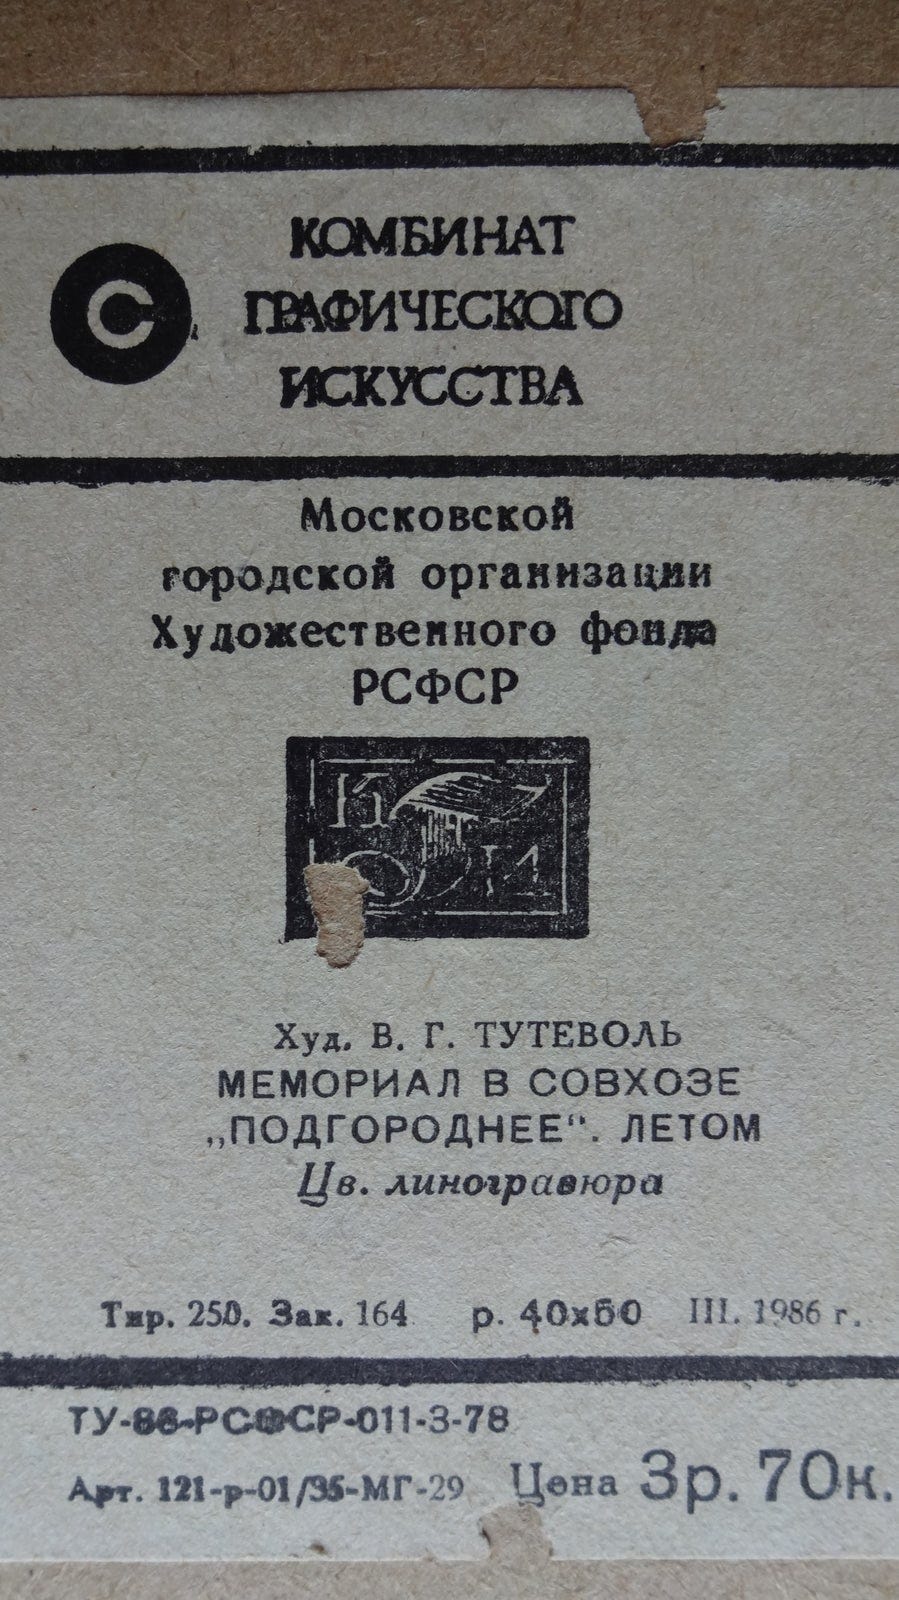 С
КОМБИНАТ
ГРАФИЧЕСКОГО
ИСКУССТВА
Московской
городской организации
Художественного фонда
РСФСР
К Г
И
Худ. В. Г. ТУТЕВОЛЬ
МЕМОРИАЛ В СОВХОЗЕ
„ПОДГОРОДНЕЕ“. ЛЕТОМ
Цв. линогравюра
Тир. 250. Зак. 164 р. 40х50 III. 1986 г.
ТУ-86-РСФСР-011-3-78
Арт. 121-р-01/35-МГ-29 Цена 3р. 70к.